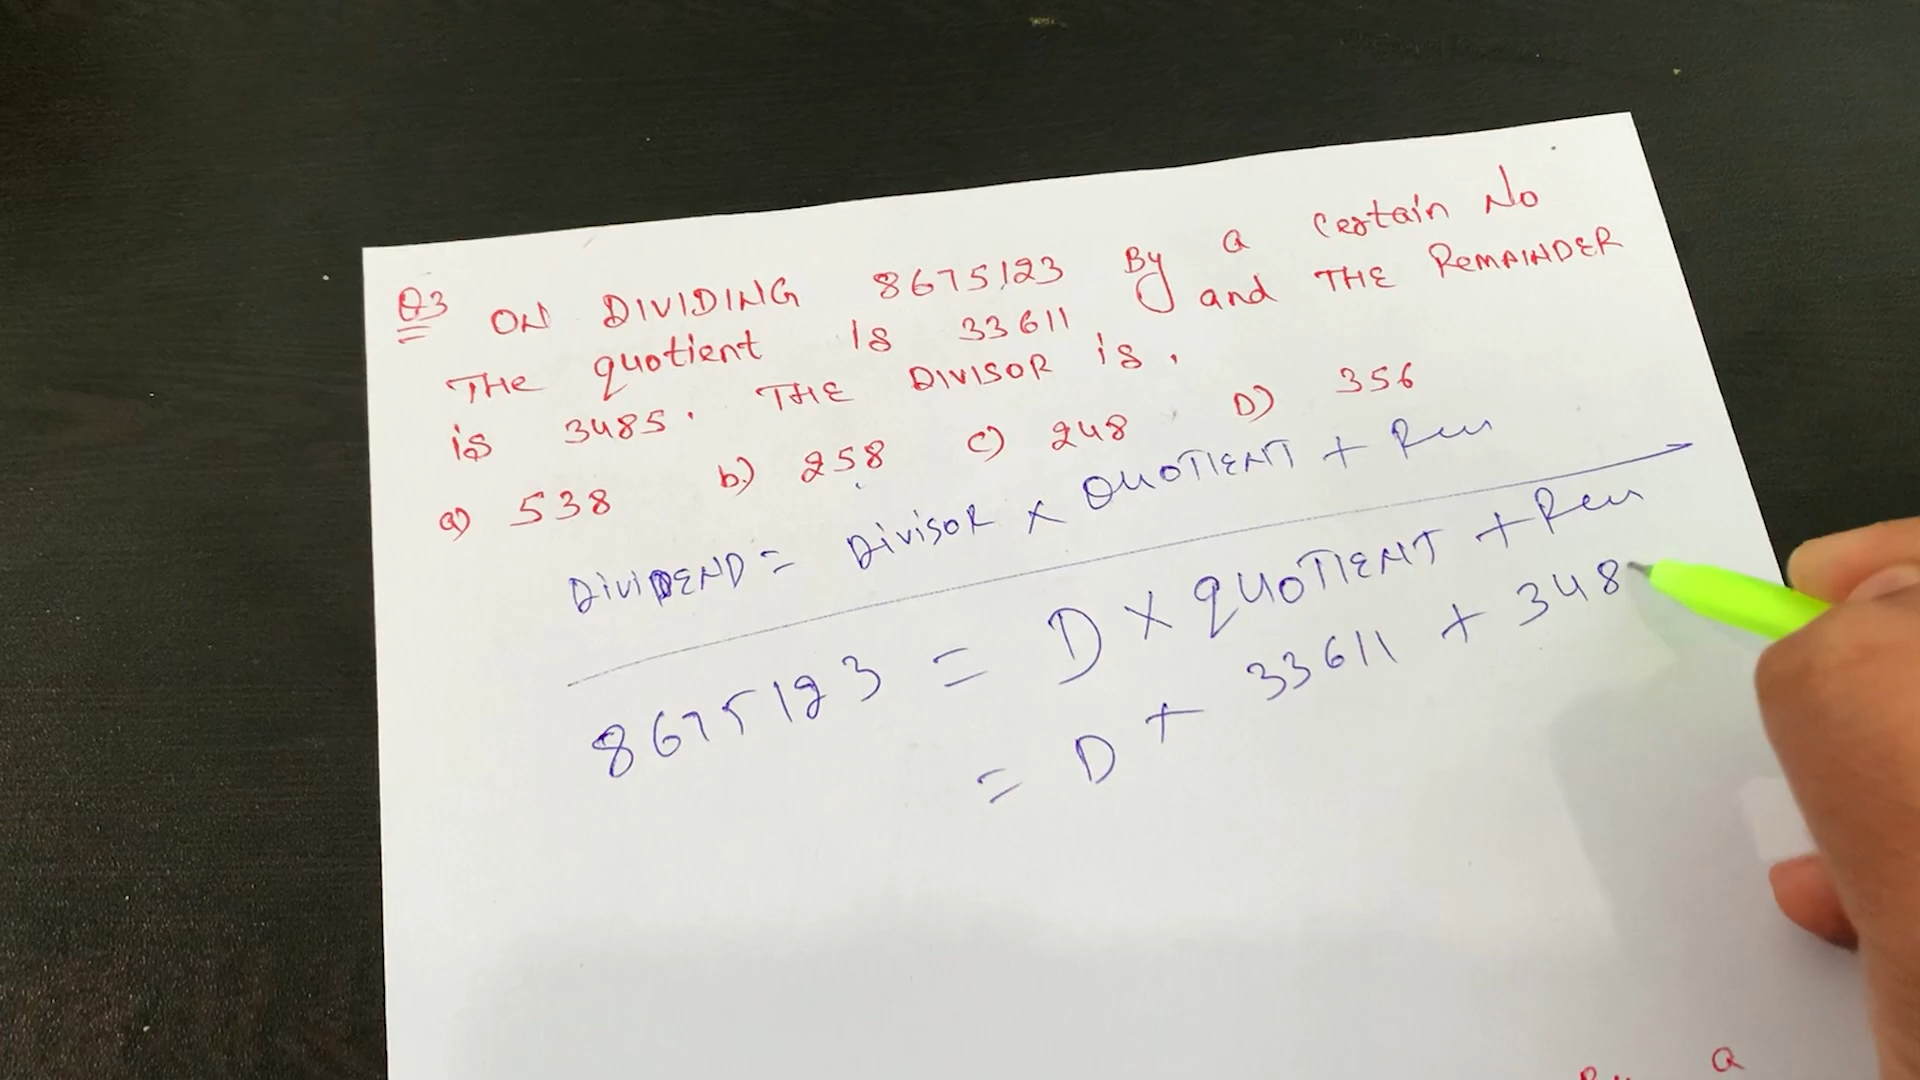 Q3 ON DIVIDING 8675123 By a Certain No
THe quotient Is 33611, and THE REMAINDER
is 3485. THE DIVISOR is,
a) 538 b.) 258 c) 248 D) 356
DiviDEND = DivisoR x QUOTIENT + Rem
8675123 = D X QUOTIENT + Rem
= D + 33611 + 348
a